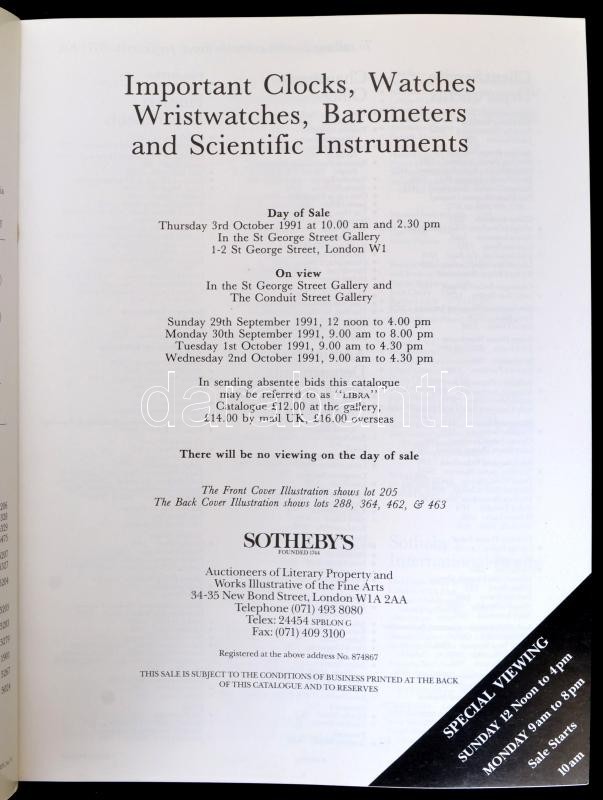 Important Clocks, Watches
Wristwatches, Barometers
and Scientific Instruments
Day of Sale
Thursday 3rd October 1991 at 10.00 am and 2.30 pm
In the St George Street Gallery
1-2 St George Street, London W1
On view
In the St George Street Gallery and
The Conduit Street Gallery
Sunday 29th September 1991, 12 noon to 4.00 pm
Monday 30th September 1991, 9.00 am to 8.00 pm
Tuesday 1st October 1991, 9.00 am to 4.30 pm
Wednesday 2nd October 1991, 9.00 am to 4.30 pm
In sending absentee bids this catalogue
may be referred to as "LIBRA"
Catalogue £12.00 at the gallery,
£14.00 by mail UK, £16.00 overseas
darabanth
There will be no viewing on the day of sale
The Front Cover Illustration shows lot 205
The Back Cover Illustration shows lots 288, 364, 462, & 463
SOTHEBY'S
FOUNDED 1744
Auctioneers of Literary Property and
Works Illustrative of the Fine Arts
34-35 New Bond Street, London W1A 2AA
Telephone (071) 493 8080
Telex: 24454 SPBLON G
Fax: (071) 409 3100
Registered at the above address No. 874867
THIS SALE IS SUBJECT TO THE CONDITIONS OF BUSINESS PRINTED AT THE BACK
OF THIS CATALOGUE AND TO RESERVES
SPECIAL VIEWING
SUNDAY 12 Noon to 4pm
MONDAY 9am to 8pm
Sale Starts
10am